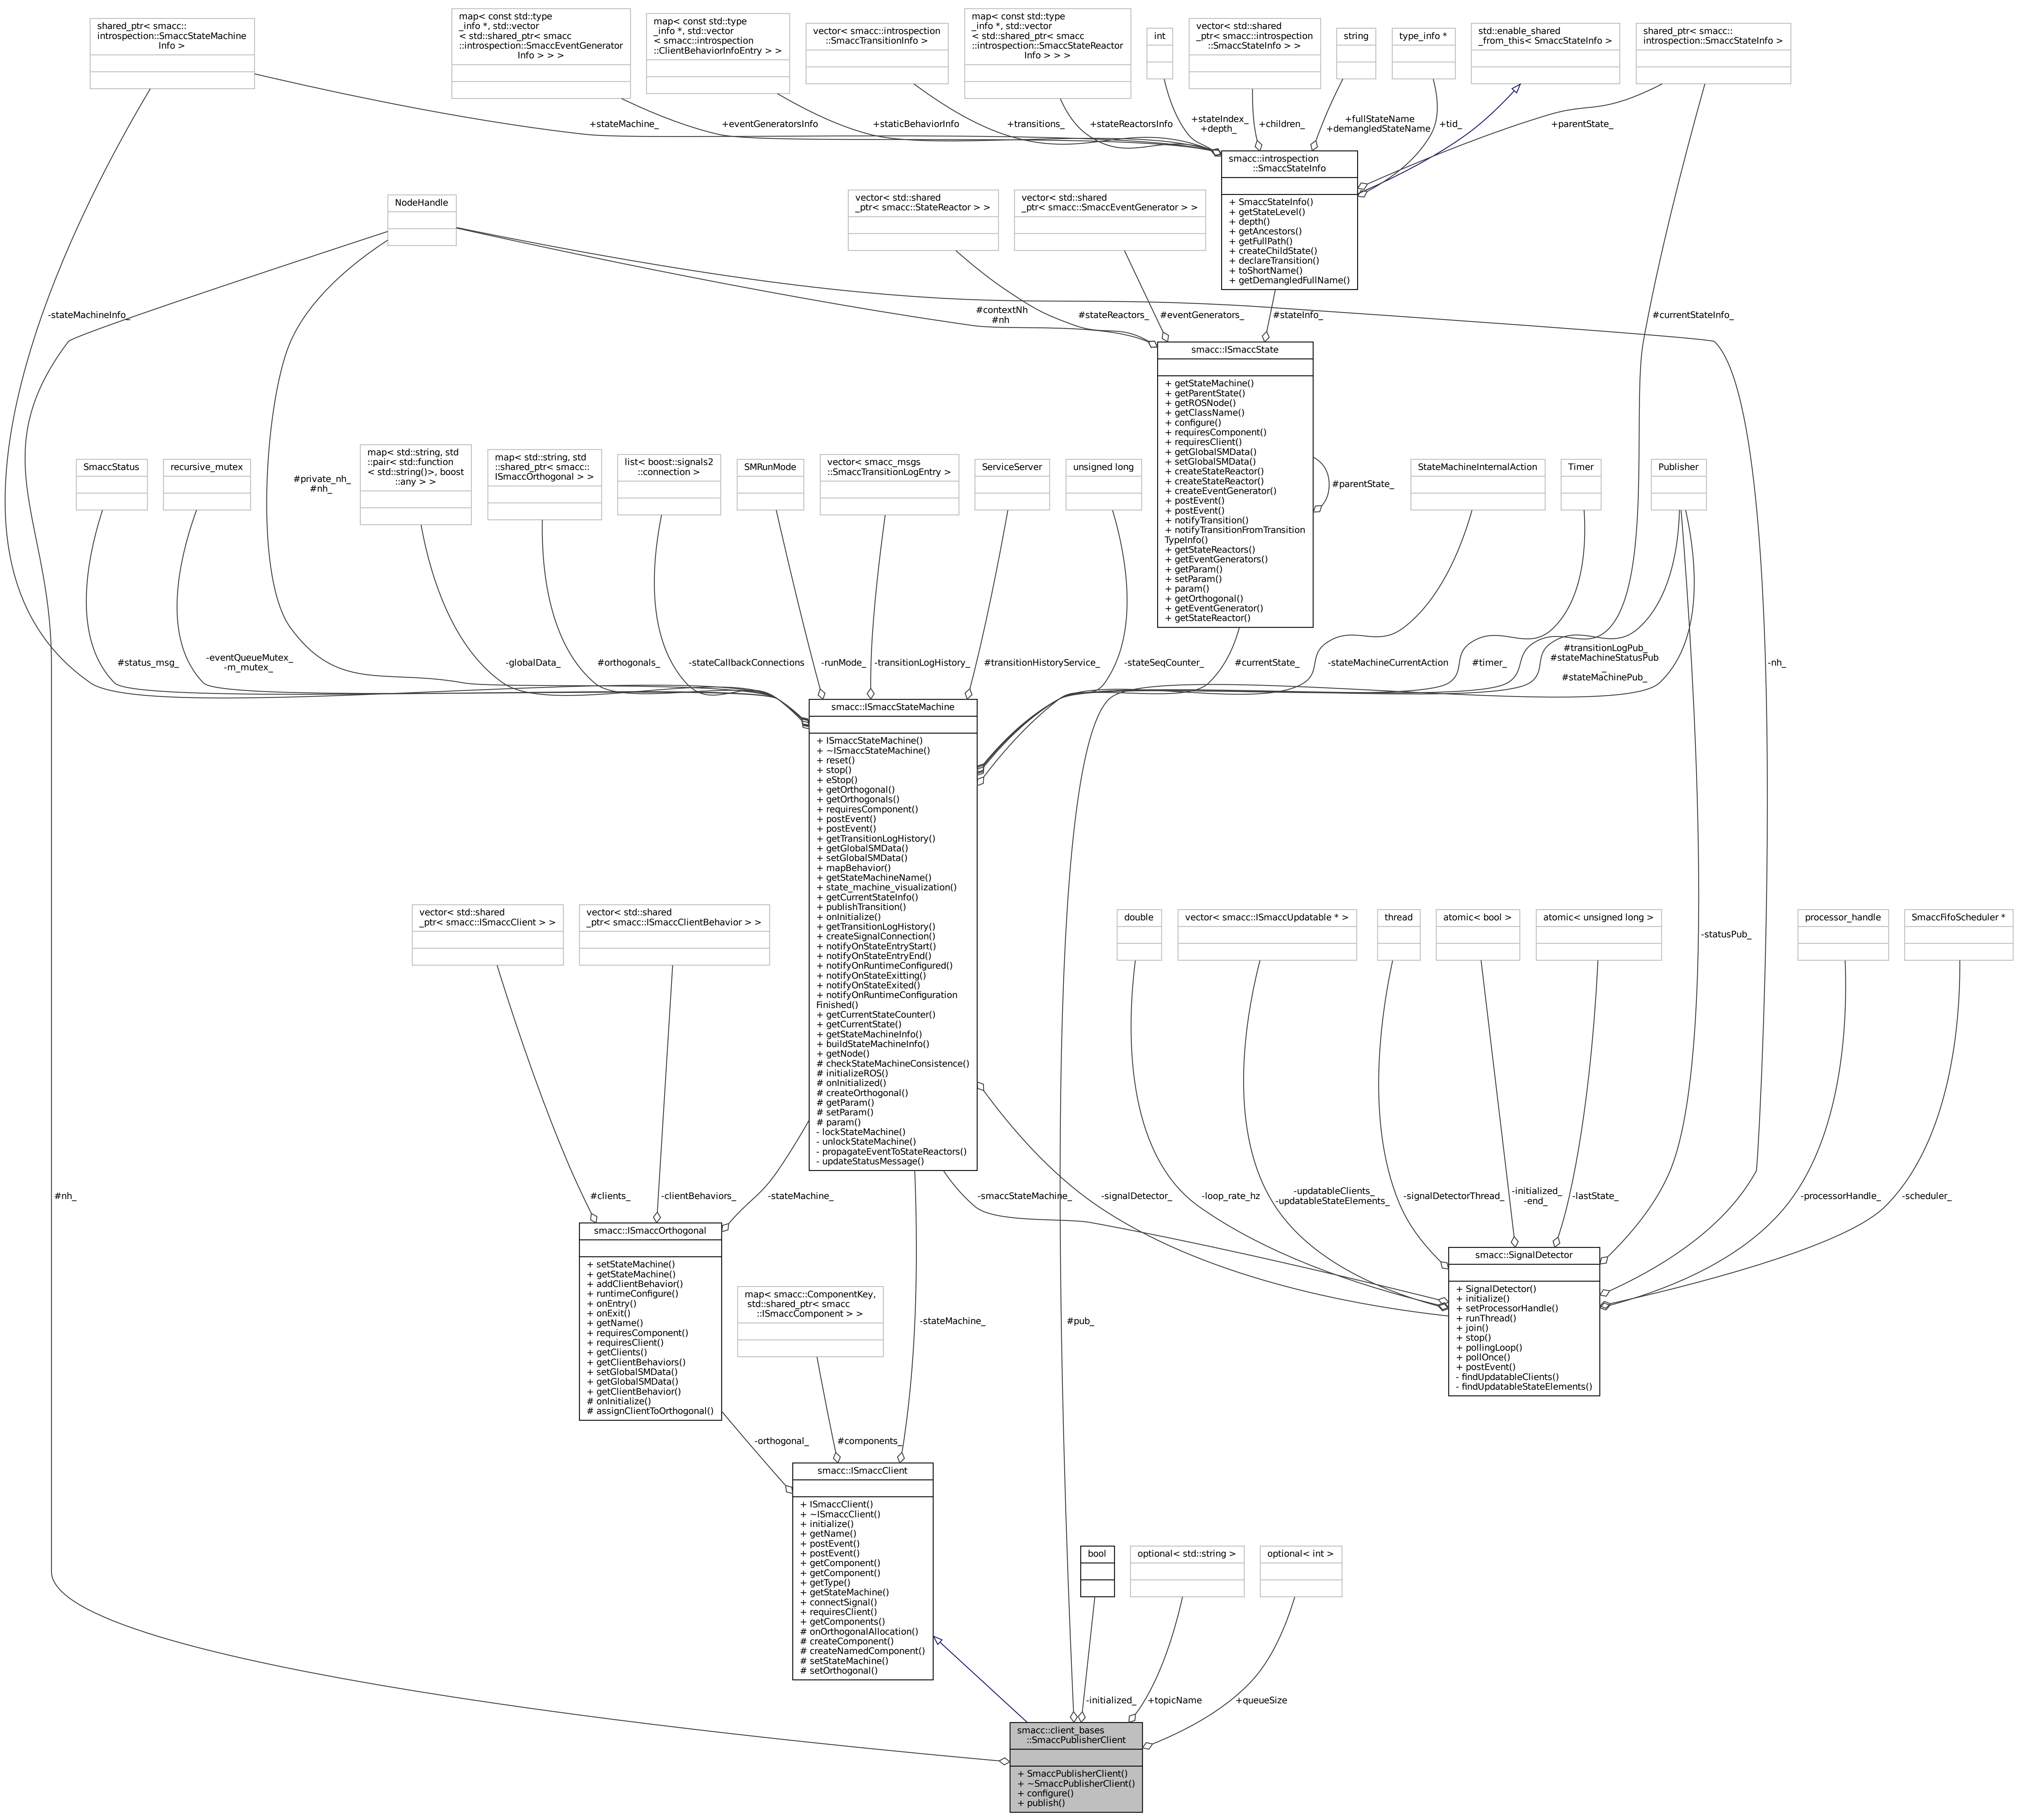 shared_ptr< smacc::
introspection::SmaccStateMachine
Info >
map< const std::type
_info *, std::vector
< std::shared_ptr< smacc
::introspection::SmaccEventGenerator
Info > > >
map< const std::type
_info *, std::vector
< smacc::introspection
::ClientBehaviorInfoEntry > >
vector< smacc::introspection
::SmaccTransitionInfo >
map< const std::type
_info *, std::vector
< std::shared_ptr< smacc
::introspection::SmaccStateReactor
Info > > >
int
vector< std::shared
_ptr< smacc::introspection
::SmaccStateInfo > >
string
type_info *
std::enable_shared
_from_this< SmaccStateInfo >
shared_ptr< smacc::
introspection::SmaccStateInfo >
+stateMachine_
+eventGeneratorsInfo
+staticBehaviorInfo
+transitions_
+stateReactorsInfo
+stateIndex_
+depth_
+children_
+fullStateName
+demangledStateName
+tid_
+parentState_
smacc::introspection
::SmaccStateInfo
+ SmaccStateInfo()
+ getStateLevel()
+ depth()
+ getAncestors()
+ getFullPath()
+ createChildState()
+ declareTransition()
+ toShortName()
+ getDemangledFullName()
NodeHandle
vector< std::shared
_ptr< smacc::StateReactor > >
vector< std::shared
_ptr< smacc::SmaccEventGenerator > >
-stateMachineInfo_
#contextNh
#nh
#stateReactors_
#eventGenerators_
#stateInfo_
#currentStateInfo_
smacc::ISmaccState
+ getStateMachine()
+ getParentState()
+ getROSNode()
+ getClassName()
+ configure()
+ requiresComponent()
+ requiresClient()
+ getGlobalSMData()
+ setGlobalSMData()
+ createStateReactor()
+ createStateReactor()
+ createEventGenerator()
+ postEvent()
+ postEvent()
+ notifyTransition()
+ notifyTransitionFromTransition
TypeInfo()
+ getStateReactors()
+ getEventGenerators()
+ getParam()
+ setParam()
+ param()
+ getOrthogonal()
+ getEventGenerator()
+ getStateReactor()
#parentState_
SmaccStatus
recursive_mutex
#private_nh_
#nh_
map< std::string, std
::pair< std::function
< std::string()>, boost
::any > >
map< std::string, std
::shared_ptr< smacc::
ISmaccOrthogonal > >
list< boost::signals2
::connection >
SMRunMode
vector< smacc_msgs
::SmaccTransitionLogEntry >
ServiceServer
unsigned long
StateMachineInternalAction
Timer
Publisher
#status_msg_
-eventQueueMutex_
-m_mutex_
-globalData_
#orthogonals_
-stateCallbackConnections
-runMode_
-transitionLogHistory_
#transitionHistoryService_
-stateSeqCounter_
#currentState_
-stateMachineCurrentAction
#timer_
#transitionLogPub_
#stateMachineStatusPub
_
#stateMachinePub_
-nh_
smacc::ISmaccStateMachine
+ ISmaccStateMachine()
+ ~ISmaccStateMachine()
+ reset()
+ stop()
+ eStop()
+ getOrthogonal()
+ getOrthogonals()
+ requiresComponent()
+ postEvent()
+ postEvent()
+ getTransitionLogHistory()
+ getGlobalSMData()
+ setGlobalSMData()
+ mapBehavior()
+ getStateMachineName()
+ state_machine_visualization()
+ getCurrentStateInfo()
+ publishTransition()
+ onInitialize()
+ getTransitionLogHistory()
+ createSignalConnection()
+ notifyOnStateEntryStart()
+ notifyOnStateEntryEnd()
+ notifyOnRuntimeConfigured()
+ notifyOnStateExitting()
+ notifyOnStateExited()
+ notifyOnRuntimeConfiguration
Finished()
+ getCurrentStateCounter()
+ getCurrentState()
+ getStateMachineInfo()
+ buildStateMachineInfo()
+ getNode()
# checkStateMachineConsistence()
# initializeROS()
# onInitialized()
# createOrthogonal()
# getParam()
# setParam()
# param()
- lockStateMachine()
- unlockStateMachine()
- propagateEventToStateReactors()
- updateStatusMessage()
vector< std::shared
_ptr< smacc::ISmaccClient > >
vector< std::shared
_ptr< smacc::ISmaccClientBehavior > >
double
vector< smacc::ISmaccUpdatable * >
thread
atomic< bool >
atomic< unsigned long >
-statusPub_
processor_handle
SmaccFifoScheduler *
#nh_
#clients_
-clientBehaviors_
-stateMachine_
-smaccStateMachine_
-signalDetector_
-loop_rate_hz
-updatableClients_
-updatableStateElements_
-signalDetectorThread_
-initialized_
-end_
-lastState_
-processorHandle_
-scheduler_
smacc::ISmaccOrthogonal
+ setStateMachine()
+ getStateMachine()
+ addClientBehavior()
+ runtimeConfigure()
+ onEntry()
+ onExit()
+ getName()
+ requiresComponent()
+ requiresClient()
+ getClients()
+ getClientBehaviors()
+ setGlobalSMData()
+ getGlobalSMData()
+ getClientBehavior()
# onInitialize()
# assignClientToOrthogonal()
smacc::SignalDetector
+ SignalDetector()
+ initialize()
+ setProcessorHandle()
+ runThread()
+ join()
+ stop()
+ pollingLoop()
+ pollOnce()
+ postEvent()
- findUpdatableClients()
- findUpdatableStateElements()
map< smacc::ComponentKey,
std::shared_ptr< smacc
::ISmaccComponent > >
-stateMachine_
#pub_
-orthogonal_
#components_
smacc::ISmaccClient
+ ISmaccClient()
+ ~ISmaccClient()
+ initialize()
+ getName()
+ postEvent()
+ postEvent()
+ getComponent()
+ getComponent()
+ getType()
+ getStateMachine()
+ connectSignal()
+ requiresClient()
+ getComponents()
# onOrthogonalAllocation()
# createComponent()
# createNamedComponent()
# setStateMachine()
# setOrthogonal()
bool
optional< std::string >
optional< int >
-initialized_
+topicName
+queueSize
smacc::client_bases
::SmaccPublisherClient
+ SmaccPublisherClient()
+ ~SmaccPublisherClient()
+ configure()
+ publish()